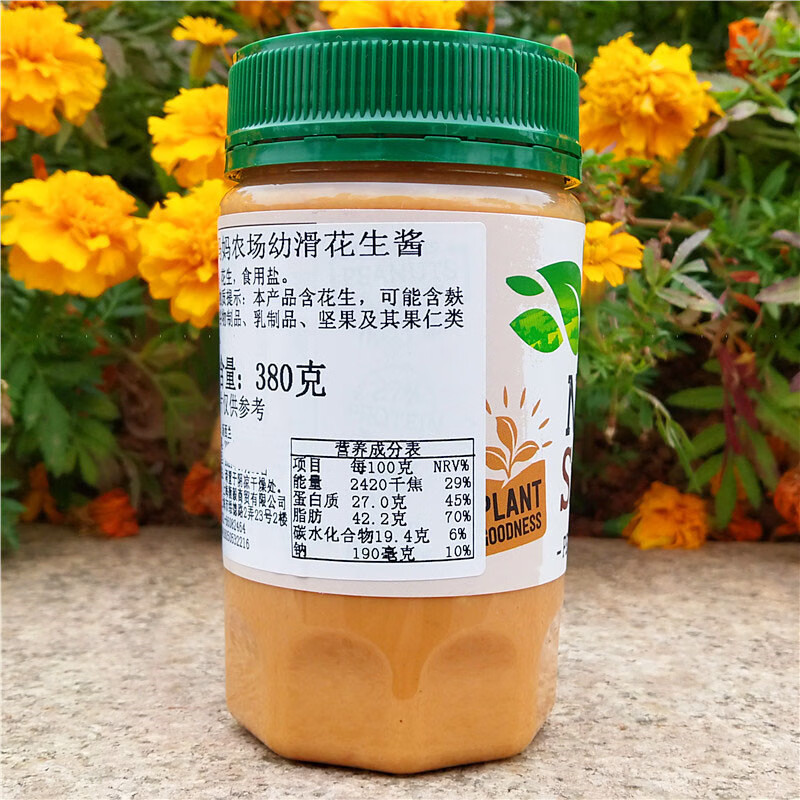 妈农场幼滑花生酱
花生，食用盐。
质提示：本产品含花生，可能含麸
物制品、乳制品、坚果及其果仁类
含量：380克
仅供参考
营养成分表
项目 每100克 NRV%
能量 2420千焦 29%
蛋白质 27.0克 45%
脂肪 42.2克 70%
碳水化合物 19.4克 6%
钠 190毫克 10%
PLANT
GOODNESS